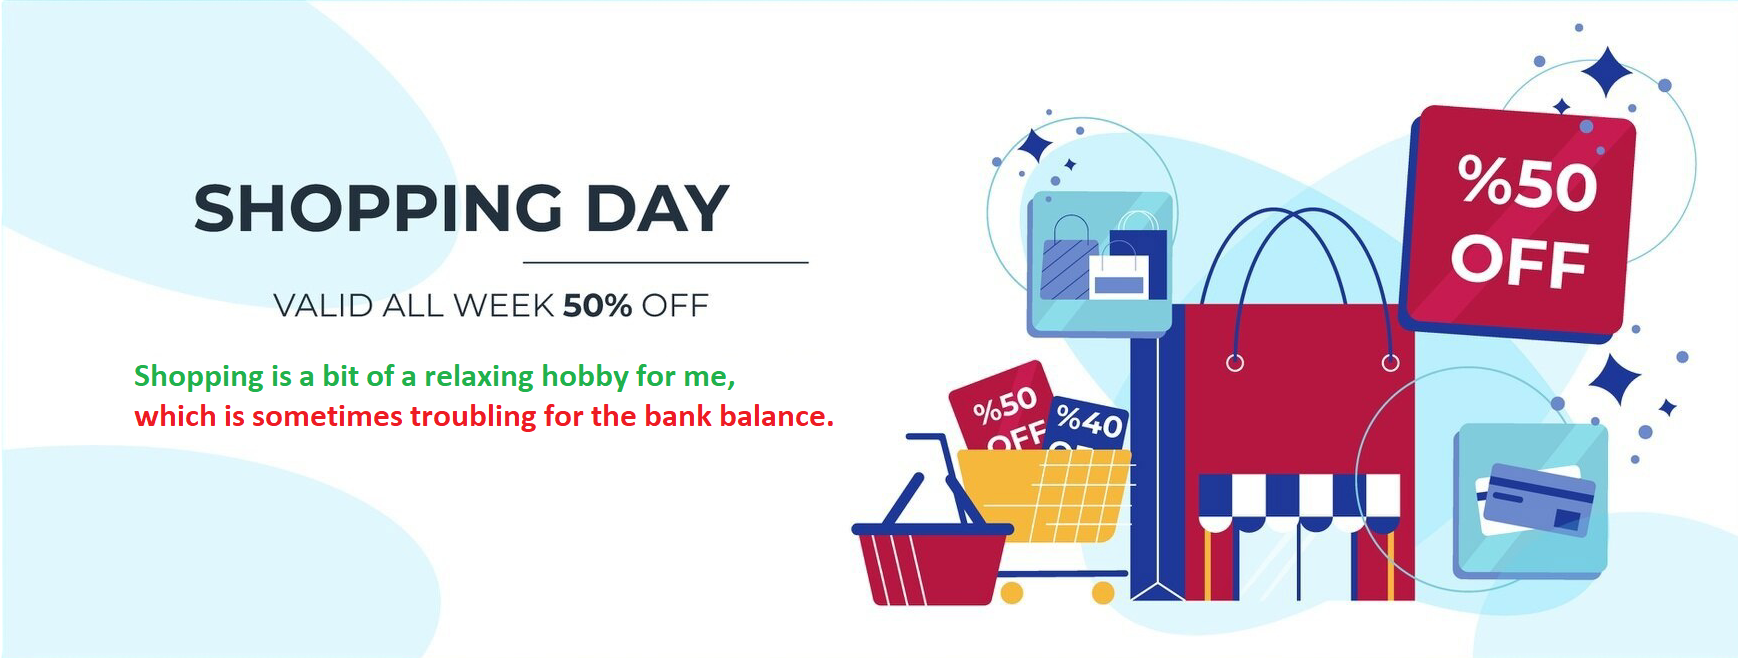 SHOPPING DAY
VALID ALL WEEK 50% OFF
Shopping is a bit of a relaxing hobby for me,
which is sometimes troubling for the bank balance.
%50
OFF
%50
OFF
%40